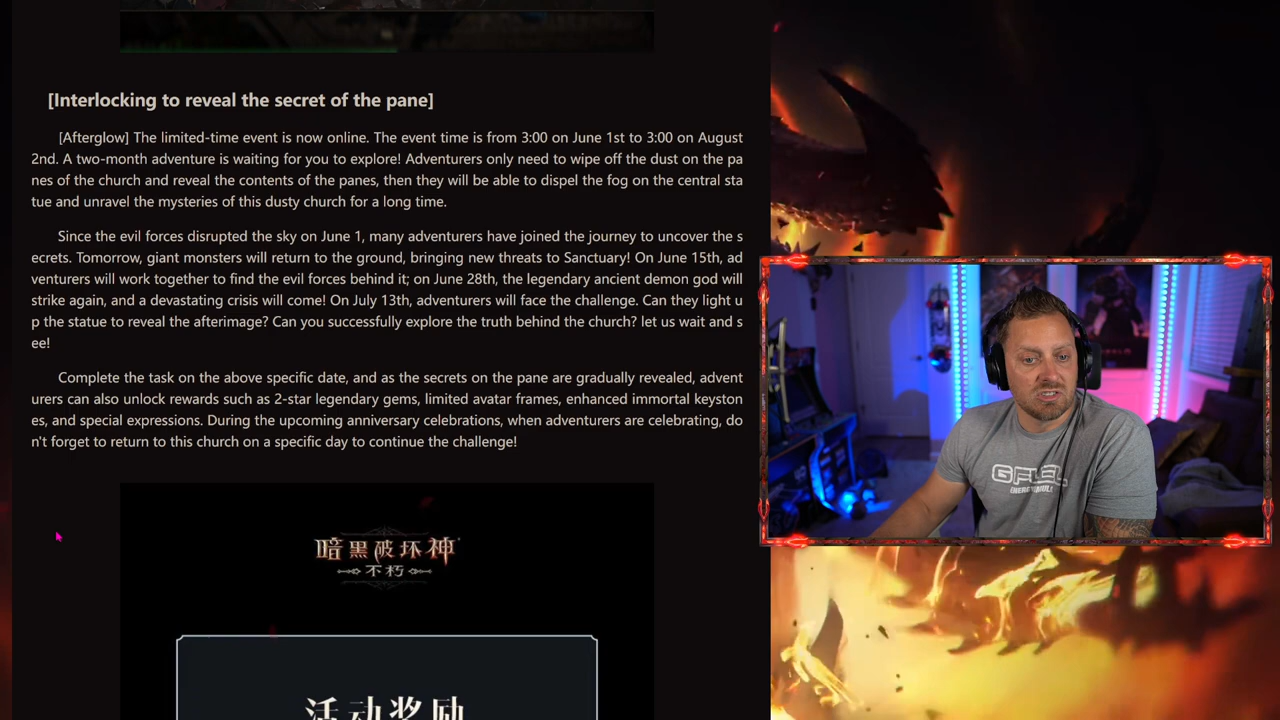 [Interlocking to reveal the secret of the pane]
[Afterglow] The limited-time event is now online. The event time is from 3:00 on June 1st to 3:00 on August
2nd. A two-month adventure is waiting for you to explore! Adventurers only need to wipe off the dust on the pa
nes of the church and reveal the contents of the panes, then they will be able to dispel the fog on the central sta
tue and unravel the mysteries of this dusty church for a long time.
Since the evil forces disrupted the sky on June 1, many adventurers have joined the journey to uncover the s
ecrets. Tomorrow, giant monsters will return to the ground, bringing new threats to Sanctuary! On June 15th, ad
venturers will work together to find the evil forces behind it; on June 28th, the legendary ancient demon god will
strike again, and a devastating crisis will come! On July 13th, adventurers will face the challenge. Can they light u
p the statue to reveal the afterimage? Can you successfully explore the truth behind the church? let us wait and s
ee!
Complete the task on the above specific date, and as the secrets on the pane are gradually revealed, advent
urers can also unlock rewards such as 2-star legendary gems, limited avatar frames, enhanced immortal keyston
es, and special expressions. During the upcoming anniversary celebrations, when adventurers are celebrating, do
n't forget to return to this church on a specific day to continue the challenge!
暗黑破坏神
不朽
活动奖励
G FUEL